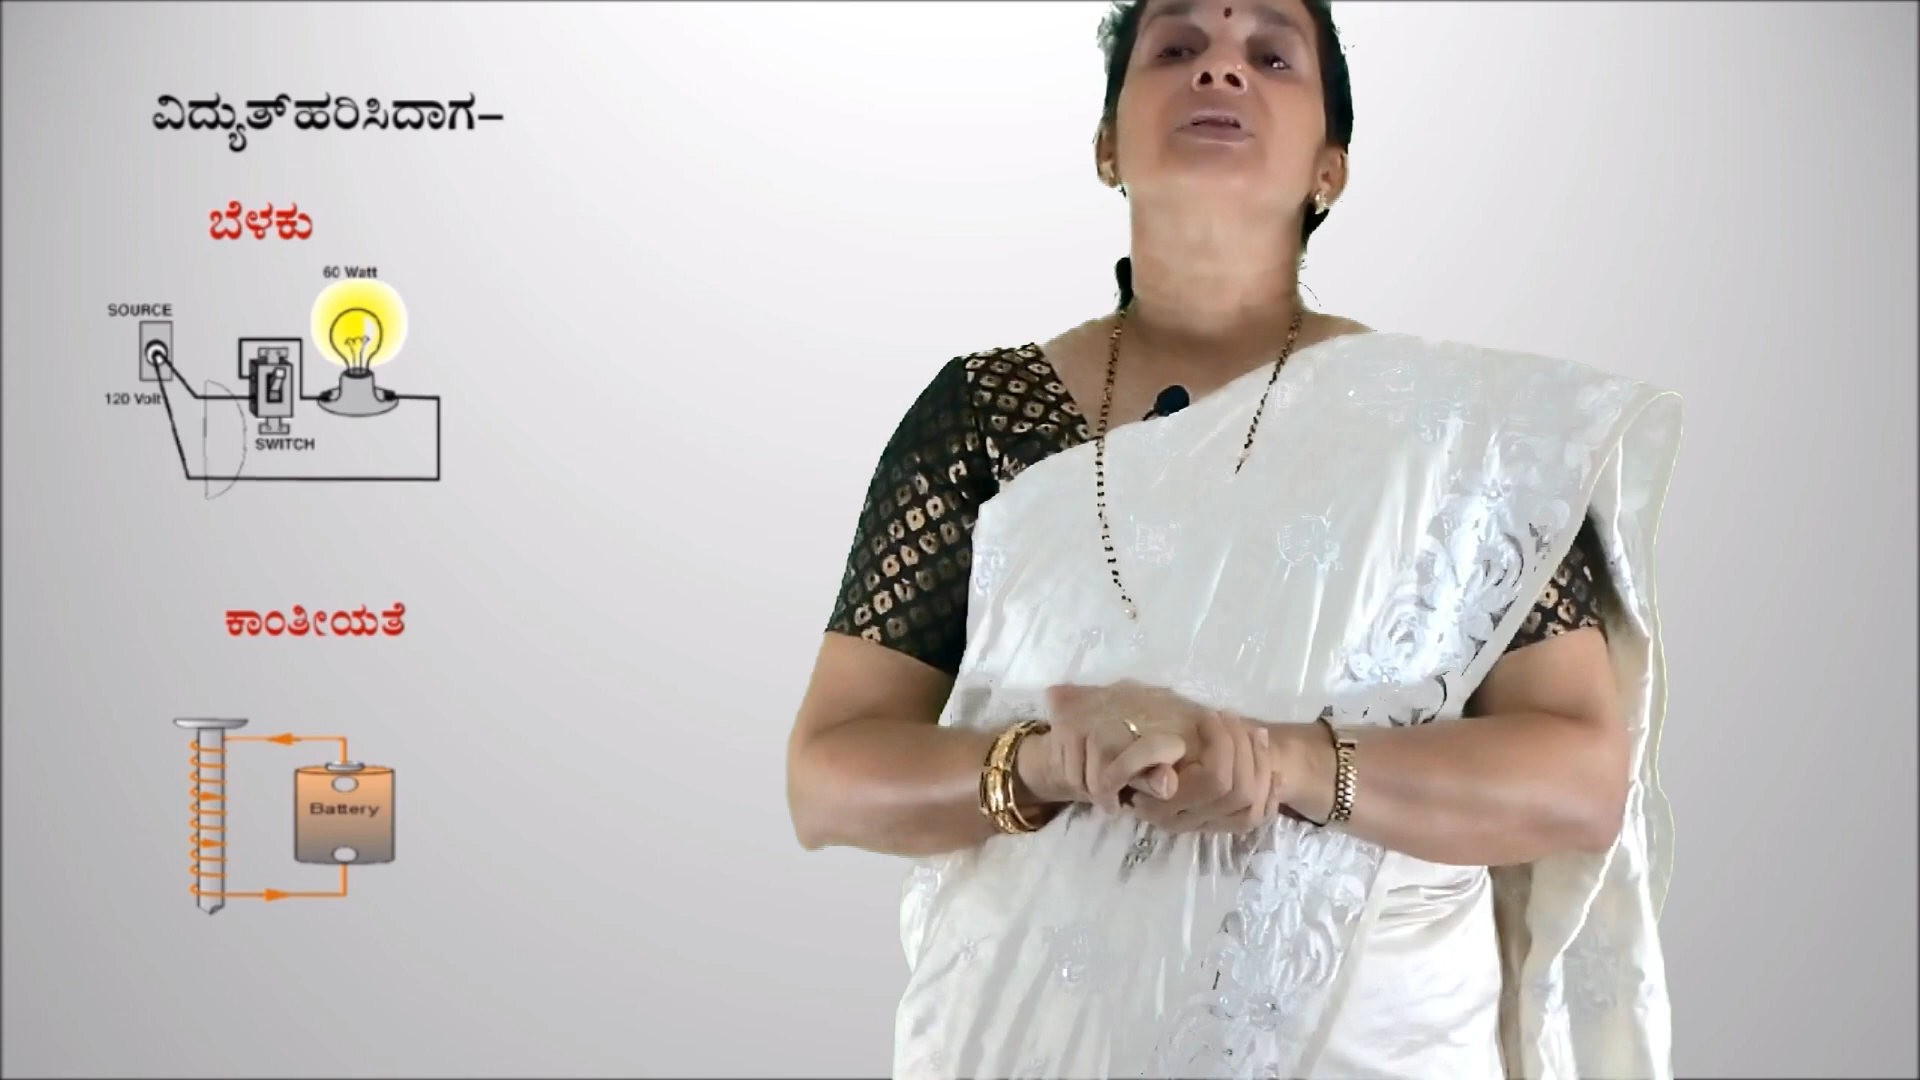 ವಿದ್ಯುತ್ ಹರಿಸಿದಾಗ–
ಬೆಳಕು
60 Watt
SOURCE
120 Volt
SWITCH
ಕಾಂತೀಯತೆ
Battery